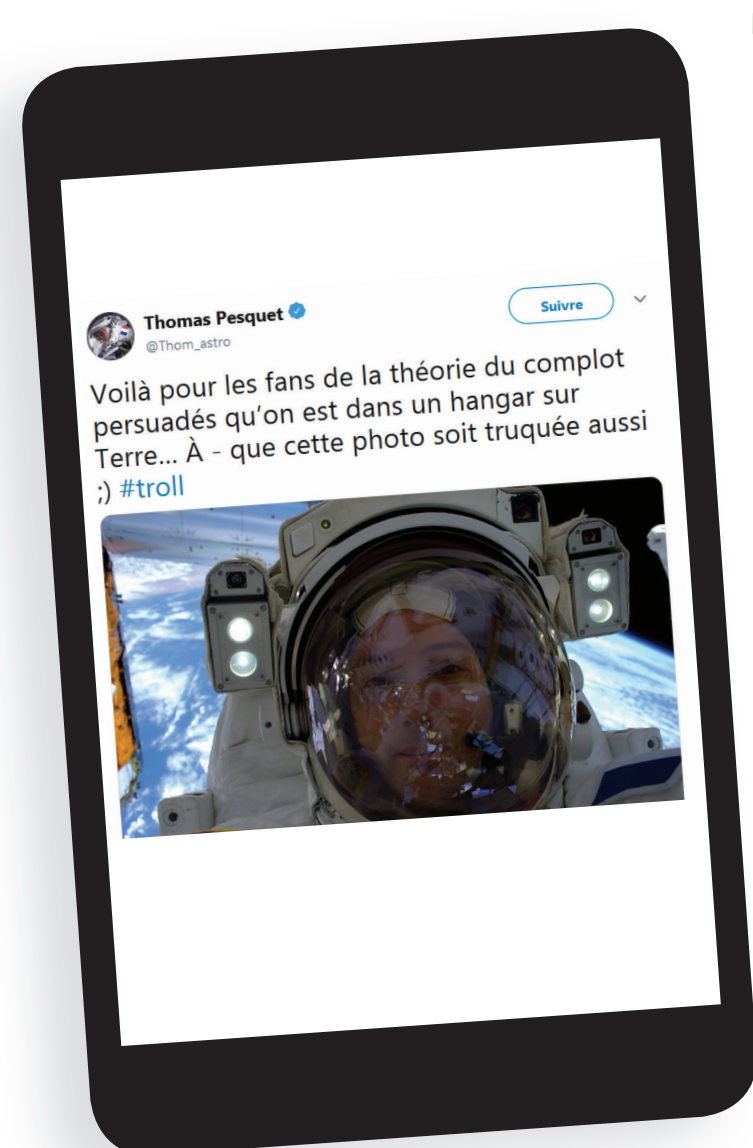 Thomas Pesquet
@Thom_astro
Suivre
Voilà pour les fans de la théorie du complot
persuadés qu'on est dans un hangar sur
Terre... À - que cette photo soit truquée aussi
;) #troll